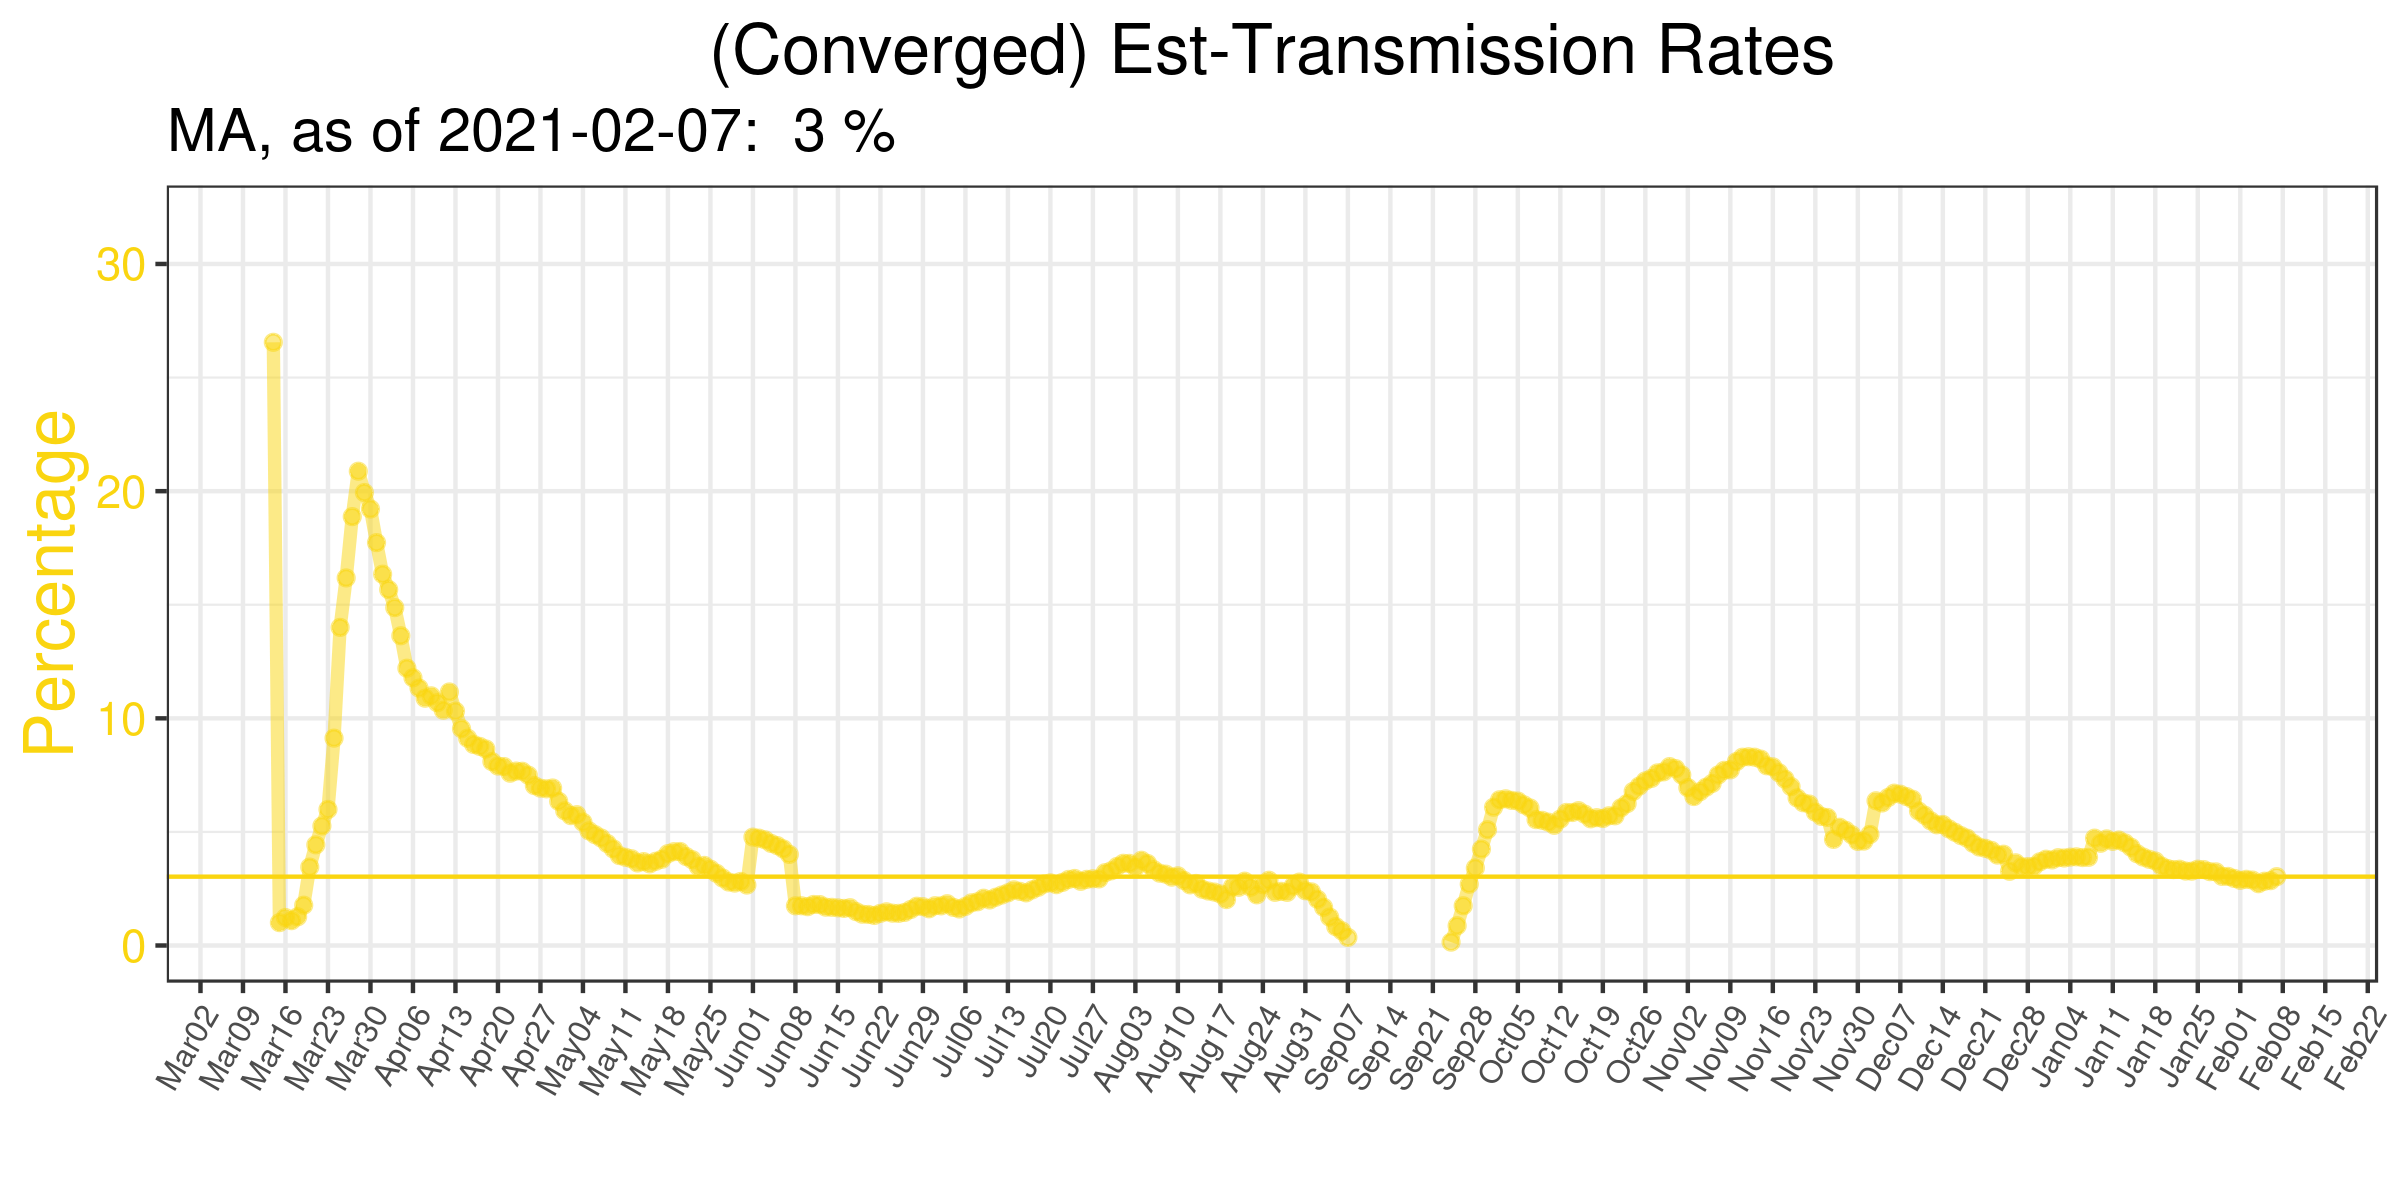 (Converged) Est-Transmission Rates
MA, as of 2021-02-07:  3 %
Percentage
30
20
10
0
Mar02
Mar09
Mar16
Mar23
Mar30
Apr06
Apr13
Apr20
Apr27
May04
May11
May18
May25
Jun01
Jun08
Jun15
Jun22
Jun29
Jul06
Jul13
Jul20
Jul27
Aug03
Aug10
Aug17
Aug24
Aug31
Sep07
Sep14
Sep21
Sep28
Oct05
Oct12
Oct19
Oct26
Nov02
Nov09
Nov16
Nov23
Nov30
Dec07
Dec14
Dec21
Dec28
Jan04
Jan11
Jan18
Jan25
Feb01
Feb08
Feb15
Feb22